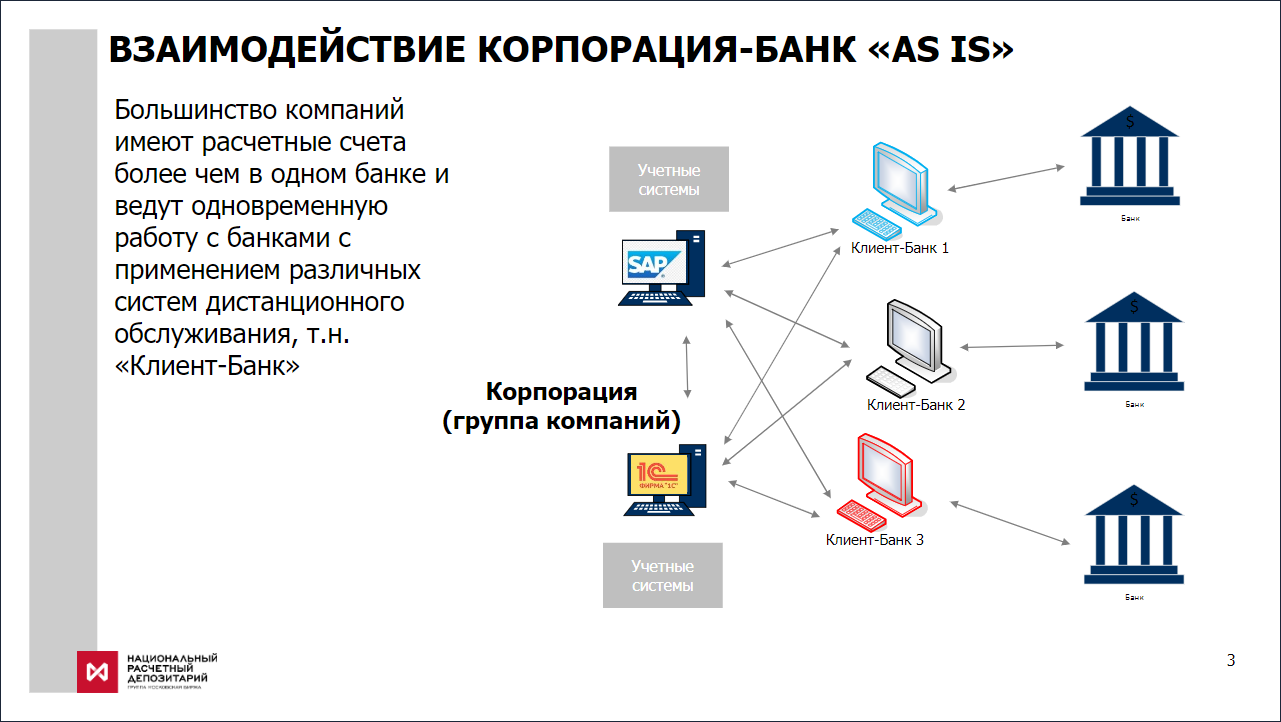 ВЗАИМОДЕЙСТВИЕ КОРПОРАЦИЯ-БАНК «AS IS»
Большинство компаний
имеют расчетные счета
более чем в одном банке и
ведут одновременную
работу с банками с
применением различных
систем дистанционного
обслуживания, т.н.
«Клиент-Банк»
Учетные
системы
SAP
®
Корпорация
(группа компаний)
1С
ФИРМА "1С"
Учетные
системы
Клиент-Банк 1
Клиент-Банк 2
Клиент-Банк 3
$
Банк
$
Банк
$
Банк
НАЦИОНАЛЬНЫЙ
РАСЧЕТНЫЙ
ДЕПОЗИТАРИЙ
ГРУППА МОСКОВСКАЯ БИРЖА
3